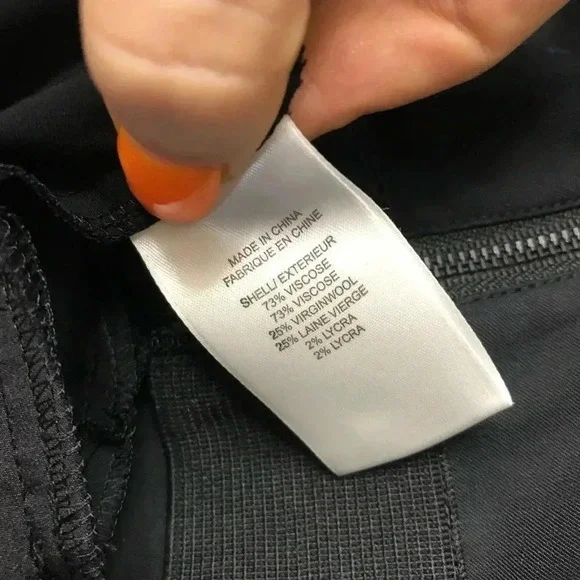 MADE IN CHINA
FABRIQUE EN CHINE
SHELL/ EXTERIEUR
73% VISCOSE
73% VISCOSE
25% VIRGINWOOL
25% LAINE VIERGE
2% LYCRA
2% LYCRA